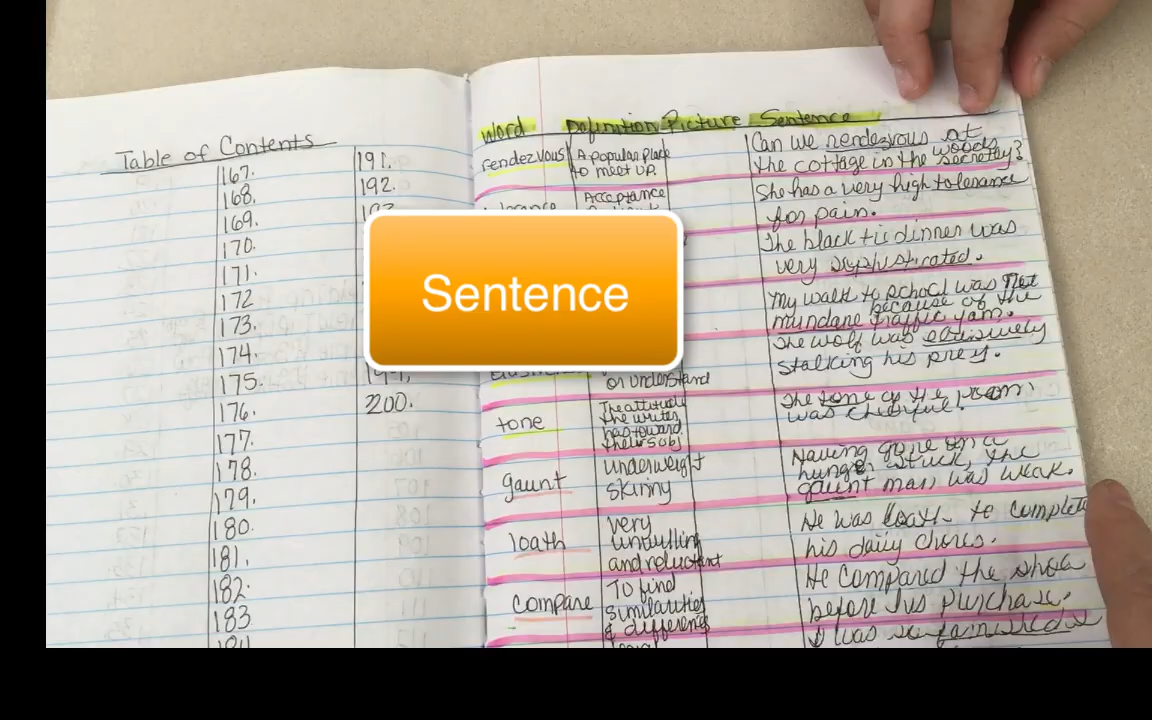 Table of Contents
167.
168.
169.
170.
171.
172
173.
174.
175.
176.
177.
178.
179.
180.
181.
182.
183
191.
192.
200.
Word Definition Picture Sentence
rendezvous
A popular place
to meet up.
Can we rendezvous at
the cottage in the woods
secretley?
Acceptance
She has a very high tolerance
for pain.
The black tie dinner was
very
My walk to school was not
because of the
mundane traffic jam.
The wolf was
stalking his prey.
or understand
Sentence
tone
The attitude
the writer
has toward
their subj
The tone of the room
was cheerful.
gaunt
underweight
skinny
Having gone on a
hunger struck, the
gaunt man was weak.
loath
very
unwilling
and reluctant
He was loath to complete
his daily chores.
compare
To find
similarities
& differences
He compared the shoes
before his purchase.
I was